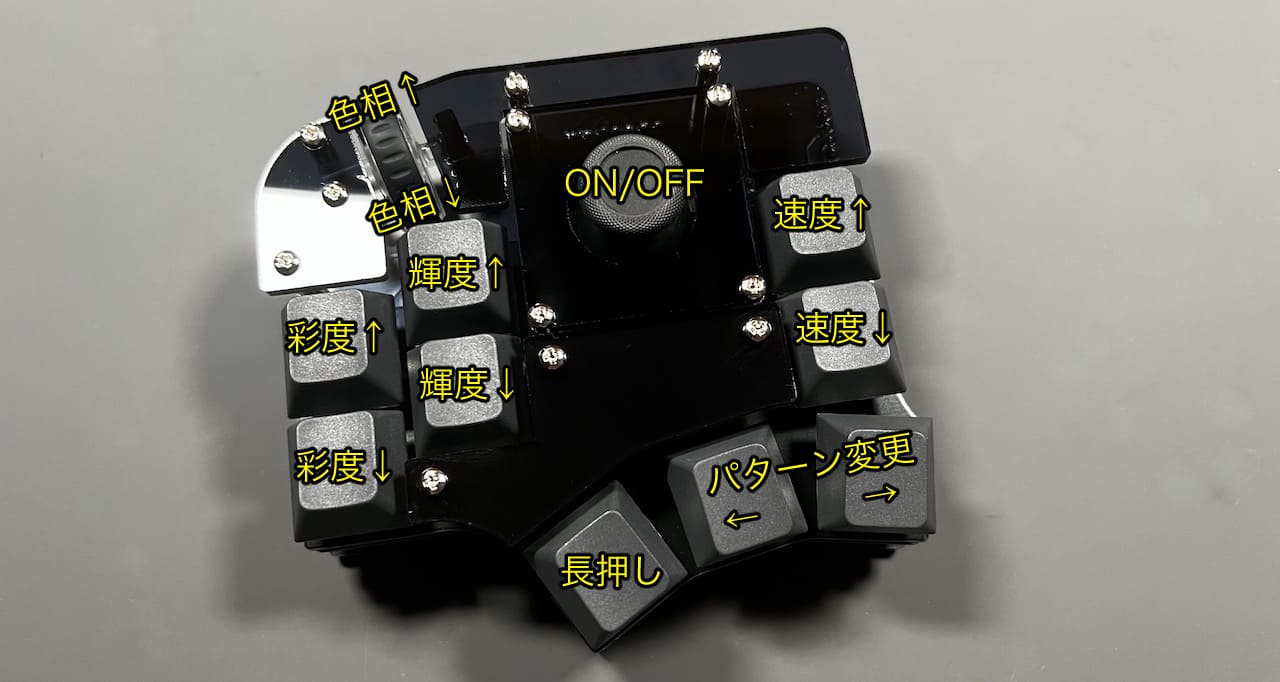 色相↑
色相↓
ON/OFF
速度↑
輝度↑
速度↓
彩度↑
輝度↓
彩度↓
パターン変更
← →
長押し